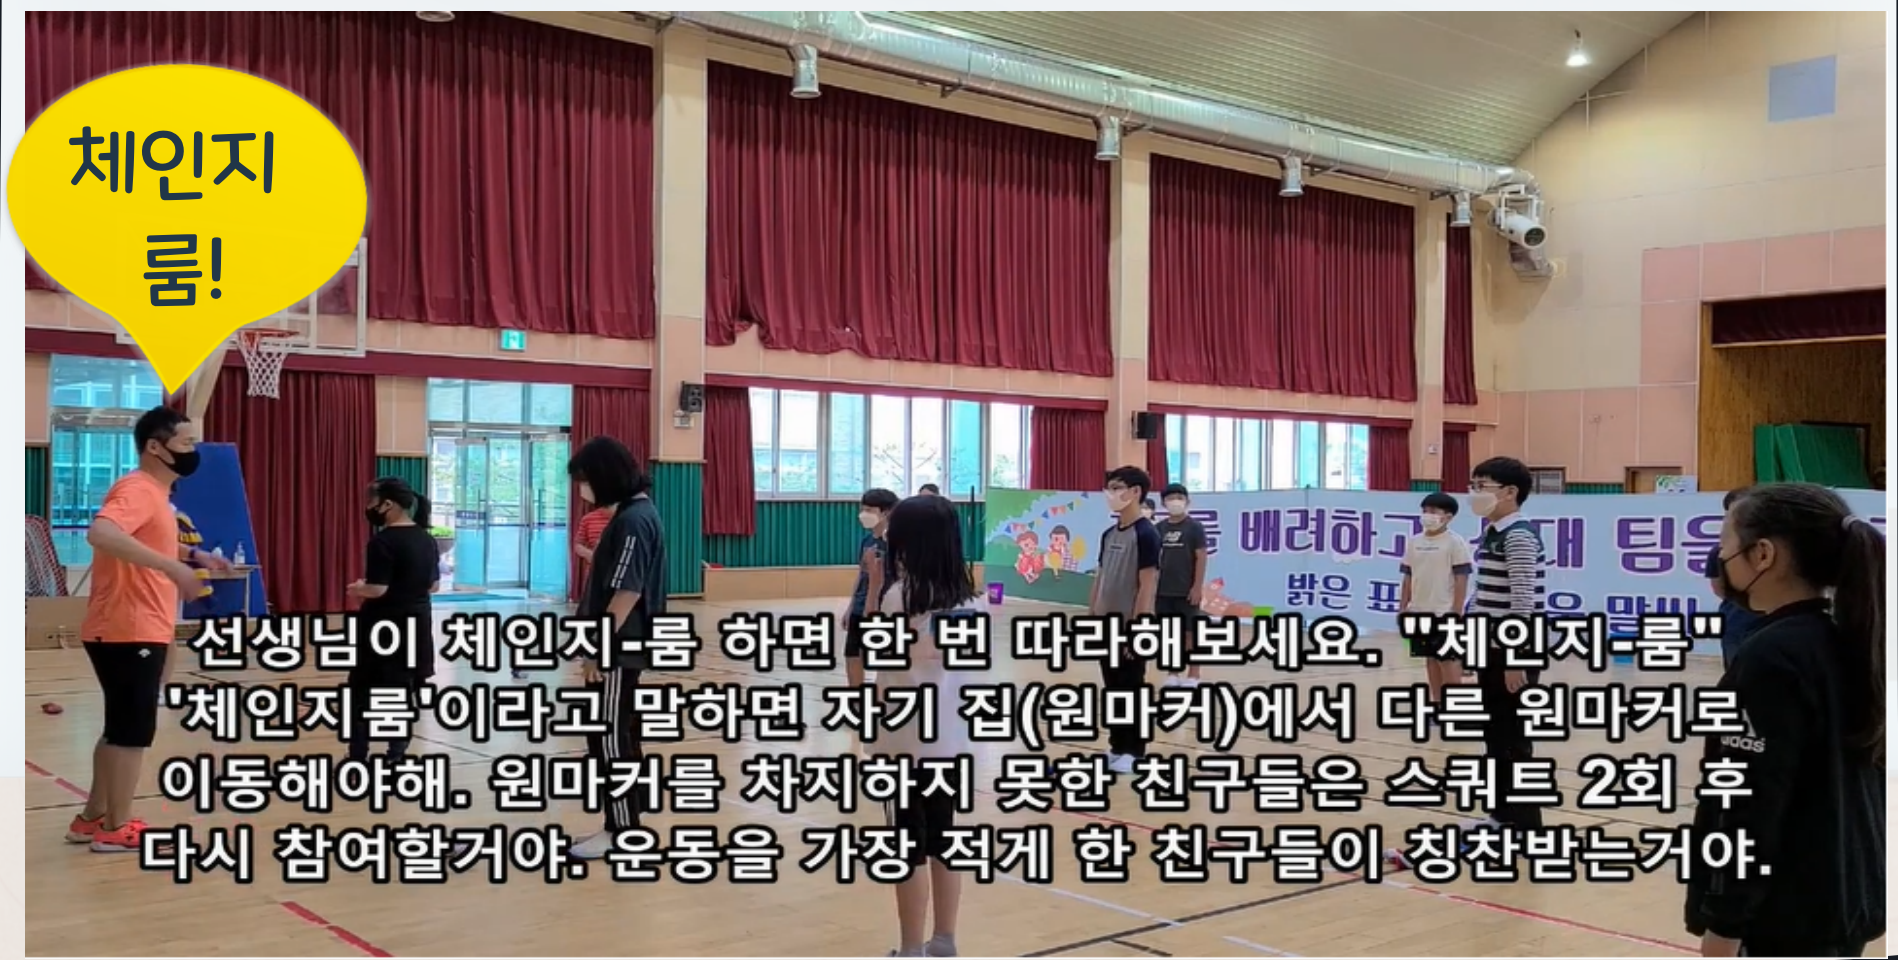 체인지
룸!
배려하고
팀을
밝은
선생님이 체인지-룸 하면 한 번 따라해보세요. "체인지-룸"
'체인지룸'이라고 말하면 자기 집(원마커)에서 다른 원마커로
이동해야해. 원마커를 차지하지 못한 친구들은 스쿼트 2회 후
다시 참여할거야. 운동을 가장 적게 한 친구들이 칭찬받는거야.
adidas